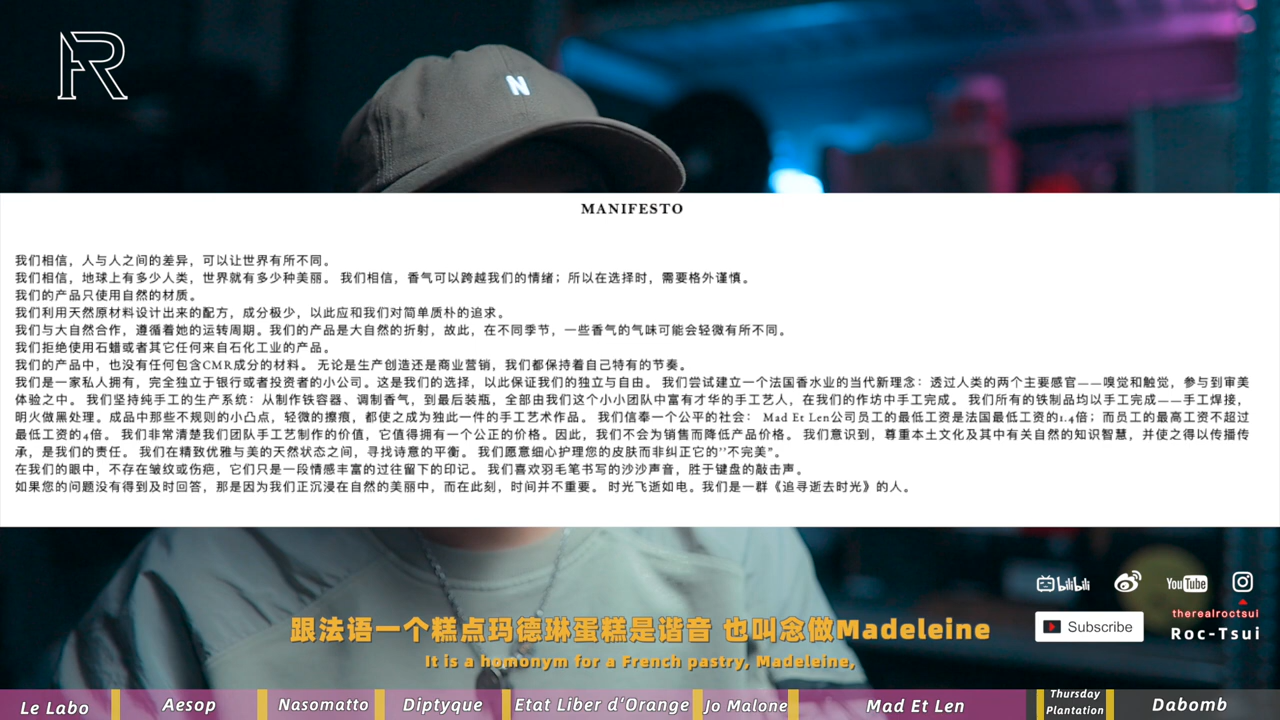 R
N
MANIFESTO
我们相信，人与人之间的差异，可以让世界有所不同。
我们相信，地球上有多少人类，世界就有多少种美丽。 我们相信，香气可以跨越我们的情绪；所以在选择时，需要格外谨慎。
我们的产品只使用自然的材质。
我们利用天然原材料设计出来的配方，成分极少，以此应和我们对简单质朴的追求。
我们与大自然合作，遵循着她的运转周期。我们的产品是大自然的折射，故此，在不同季节，一些香气的气味可能会轻微有所不同。
我们拒绝使用石蜡或者其它任何来自石化工业的产品。
我们的产品中，也没有任何包含CMR成分的材料。 无论是生产创造还是商业营销，我们都保持着自己特有的节奏。
我们是一家私人拥有，完全独立于银行或者投资者的小公司。这是我们的选择，以此保证我们的独立与自由。 我们尝试建立一个法国香水业的当代新理念：透过人类的两个主要感官——嗅觉和触觉，参与到审美
体验之中。 我们坚持纯手工的生产系统：从制作铁容器、调制香气，到最后装瓶，全部由我们这个小小团队中富有才华的手工艺人，在我们的作坊中手工完成。 我们所有的铁制品均以手工完成——手工焊接，
明火做黑处理。成品中那些不规则的小凸点，轻微的擦痕，都使之成为独此一件的手工艺术作品。 我们信奉一个公平的社会： Mad Et Len公司员工的最低工资是法国最低工资的1.4倍；而员工的最高工资不超过
最低工资的4倍。 我们非常清楚我们团队手工艺制作的价值，它值得拥有一个公正的价格。因此，我们不会为销售而降低产品价格。 我们意识到，尊重本土文化及其中有关自然的知识智慧，并使之得以传播传
承，是我们的责任。 我们在精致优雅与美的天然状态之间，寻找诗意的平衡。 我们愿意细心护理您的皮肤而非纠正它的”不完美”。
在我们的眼中，不存在皱纹或伤疤，它们只是一段情感丰富的过往留下的印记。 我们喜欢羽毛笔书写的沙沙声音，胜于键盘的敲击声。
如果您的问题没有得到及时回答，那是因为我们正沉浸在自然的美丽中，而在此刻，时间并不重要。 时光飞逝如电。我们是一群《追寻逝去时光》的人。
bilibili YouTube
therealroctsui
Subscribe Roc-Tsui
跟法语一个糕点玛德琳蛋糕是谐音 也叫念做Madeleine
It is a homonym for a French pastry, Madeleine,
Le Labo Aesop Nasomatto Diptyque Etat Liber d'Orange Jo Malone Mad Et Len Thursday Plantation Dabomb